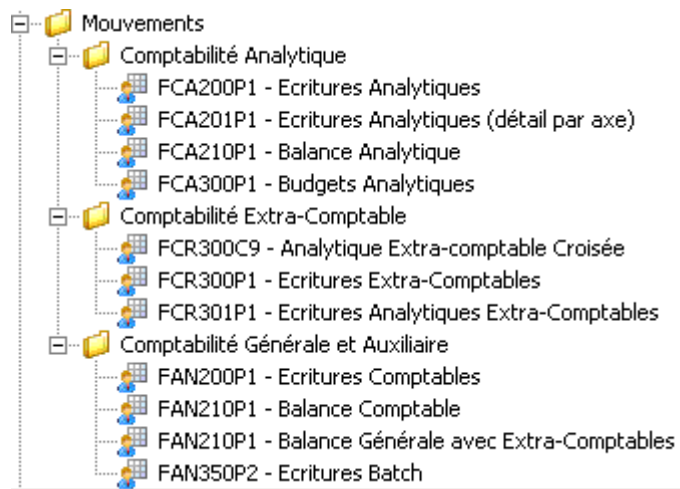 Mouvements
Comptabilité Analytique
FCA200P1 - Ecritures Analytiques
FCA201P1 - Ecritures Analytiques (détail par axe)
FCA210P1 - Balance Analytique
FCA300P1 - Budgets Analytiques
Comptabilité Extra-Comptable
FCR300C9 - Analytique Extra-comptable Croisée
FCR300P1 - Ecritures Extra-Comptables
FCR301P1 - Ecritures Analytiques Extra-Comptables
Comptabilité Générale et Auxiliaire
FAN200P1 - Ecritures Comptables
FAN210P1 - Balance Comptable
FAN210P1 - Balance Générale avec Extra-Comptables
FAN350P2 - Ecritures Batch